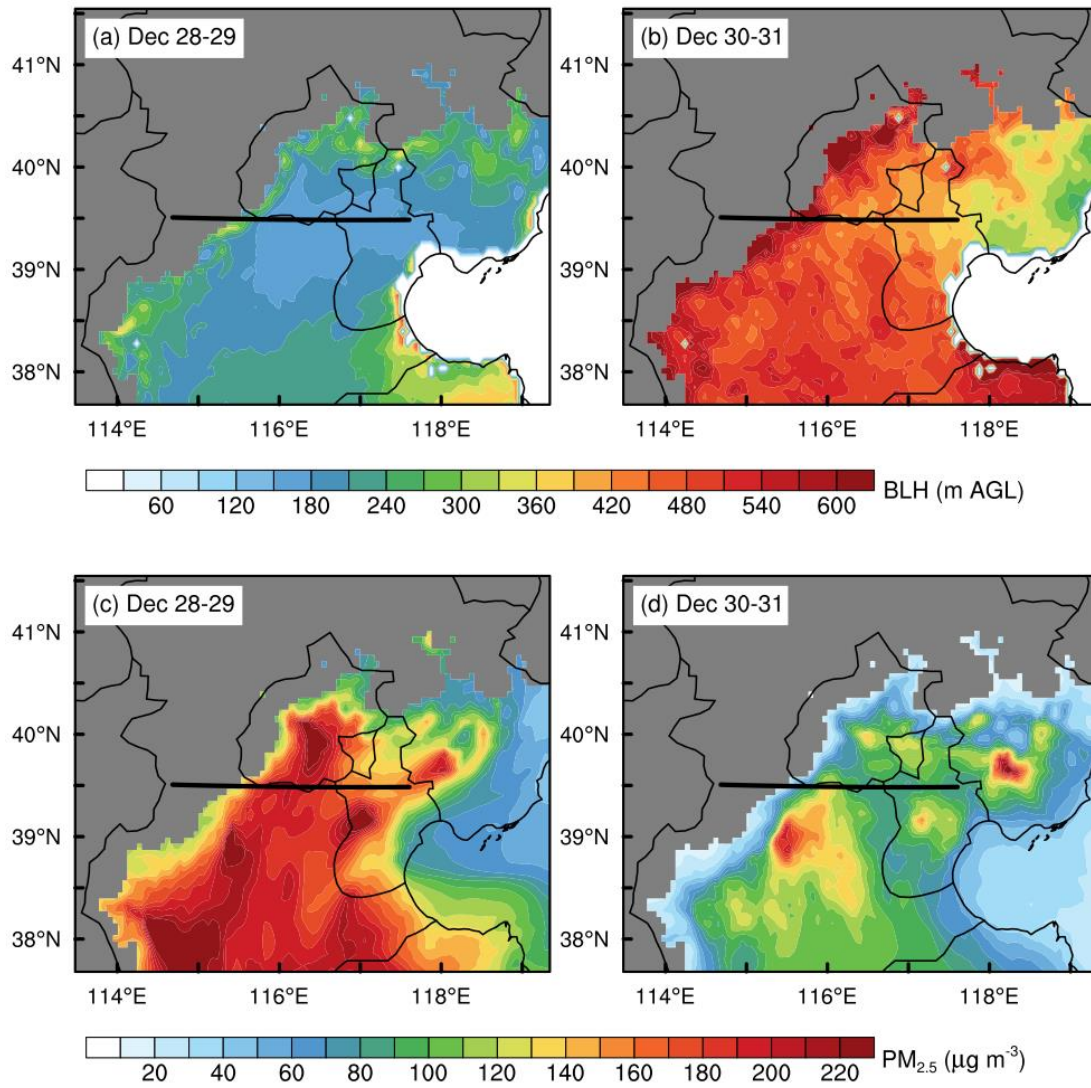 (a) Dec 28-29
(b) Dec 30-31
41°N
40°N
39°N
38°N
41°N
40°N
39°N
38°N
114°E 116°E 118°E
114°E 116°E 118°E
60 120 180 240 300 360 420 480 540 600 BLH (m AGL)
(c) Dec 28-29
(d) Dec 30-31
41°N
40°N
39°N
38°N
41°N
40°N
39°N
38°N
114°E 116°E 118°E
114°E 116°E 118°E
20 40 60 80 100 120 140 160 180 200 220 PM2.5 (μg m-3)